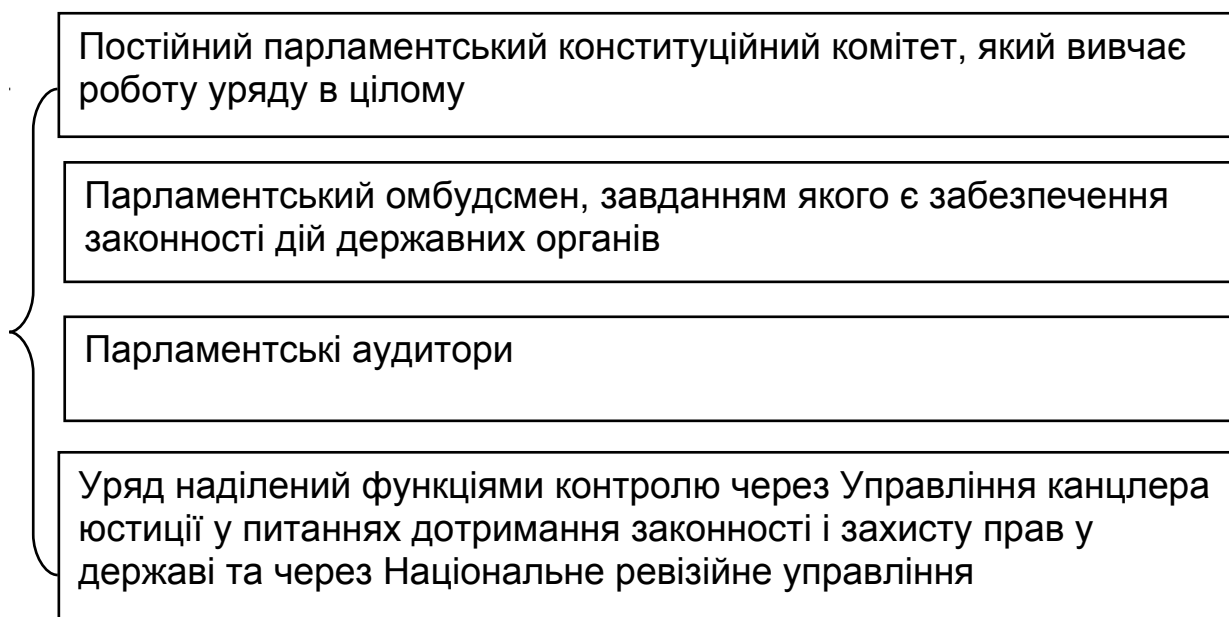 Постійний парламентський конституційний комітет, який вивчає
роботу уряду в цілому
Парламентський омбудсмен, завданням якого є забезпечення
законності дій державних органів
Парламентські аудитори
Уряд наділений функціями контролю через Управління канцлера
юстиції у питаннях дотримання законності і захисту прав у
державі та через Національне ревізійне управління